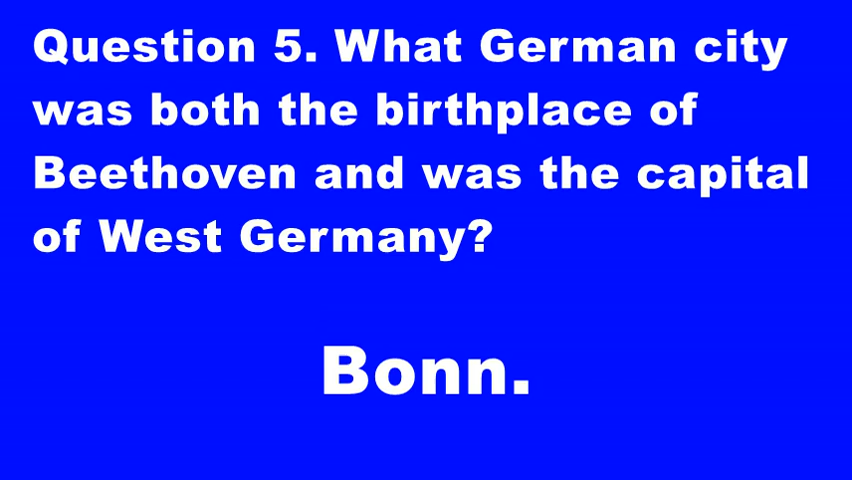 Question 5. What German city
was both the birthplace of
Beethoven and was the capital
of West Germany?
Bonn.